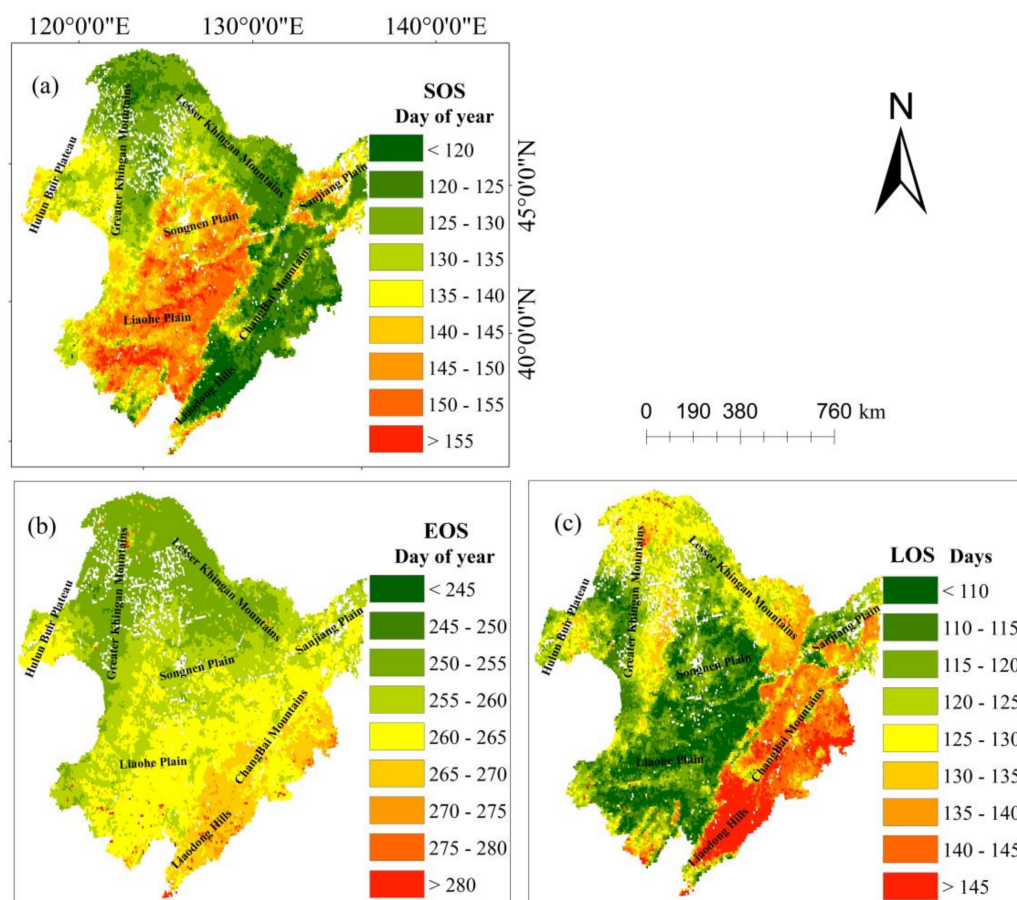 120°0'0"E 130°0'0"E 140°0'0"E
(a)
SOS
Day of year
< 120
120 - 125
125 - 130
130 - 135
135 - 140
140 - 145
145 - 150
150 - 155
> 155
Hulun Buir Plateau
Greater Khingan Mountains
Lesser Khingan Mountains
Sanjiang Plain
Songnen Plain
ChangBai Mountains
Liaohe Plain
Liaodong Hills
45°0'0"N
40°0'0"N
N
0 190 380 760 km
(b)
EOS
Day of year
< 245
245 - 250
250 - 255
255 - 260
260 - 265
265 - 270
270 - 275
275 - 280
> 280
Hulun Buir Plateau
Greater Khingan Mountains
Lesser Khingan Mountains
Sanjiang Plain
Songnen Plain
ChangBai Mountains
Liaohe Plain
Liaodong Hills
(c)
LOS Days
< 110
110 - 115
115 - 120
120 - 125
125 - 130
130 - 135
135 - 140
140 - 145
> 145
Hulun Buir Plateau
Greater Khingan Mountains
Lesser Khingan Mountains
Sanjiang Plain
Songnen Plain
ChangBai Mountains
Liaohe Plain
Liaodong Hills